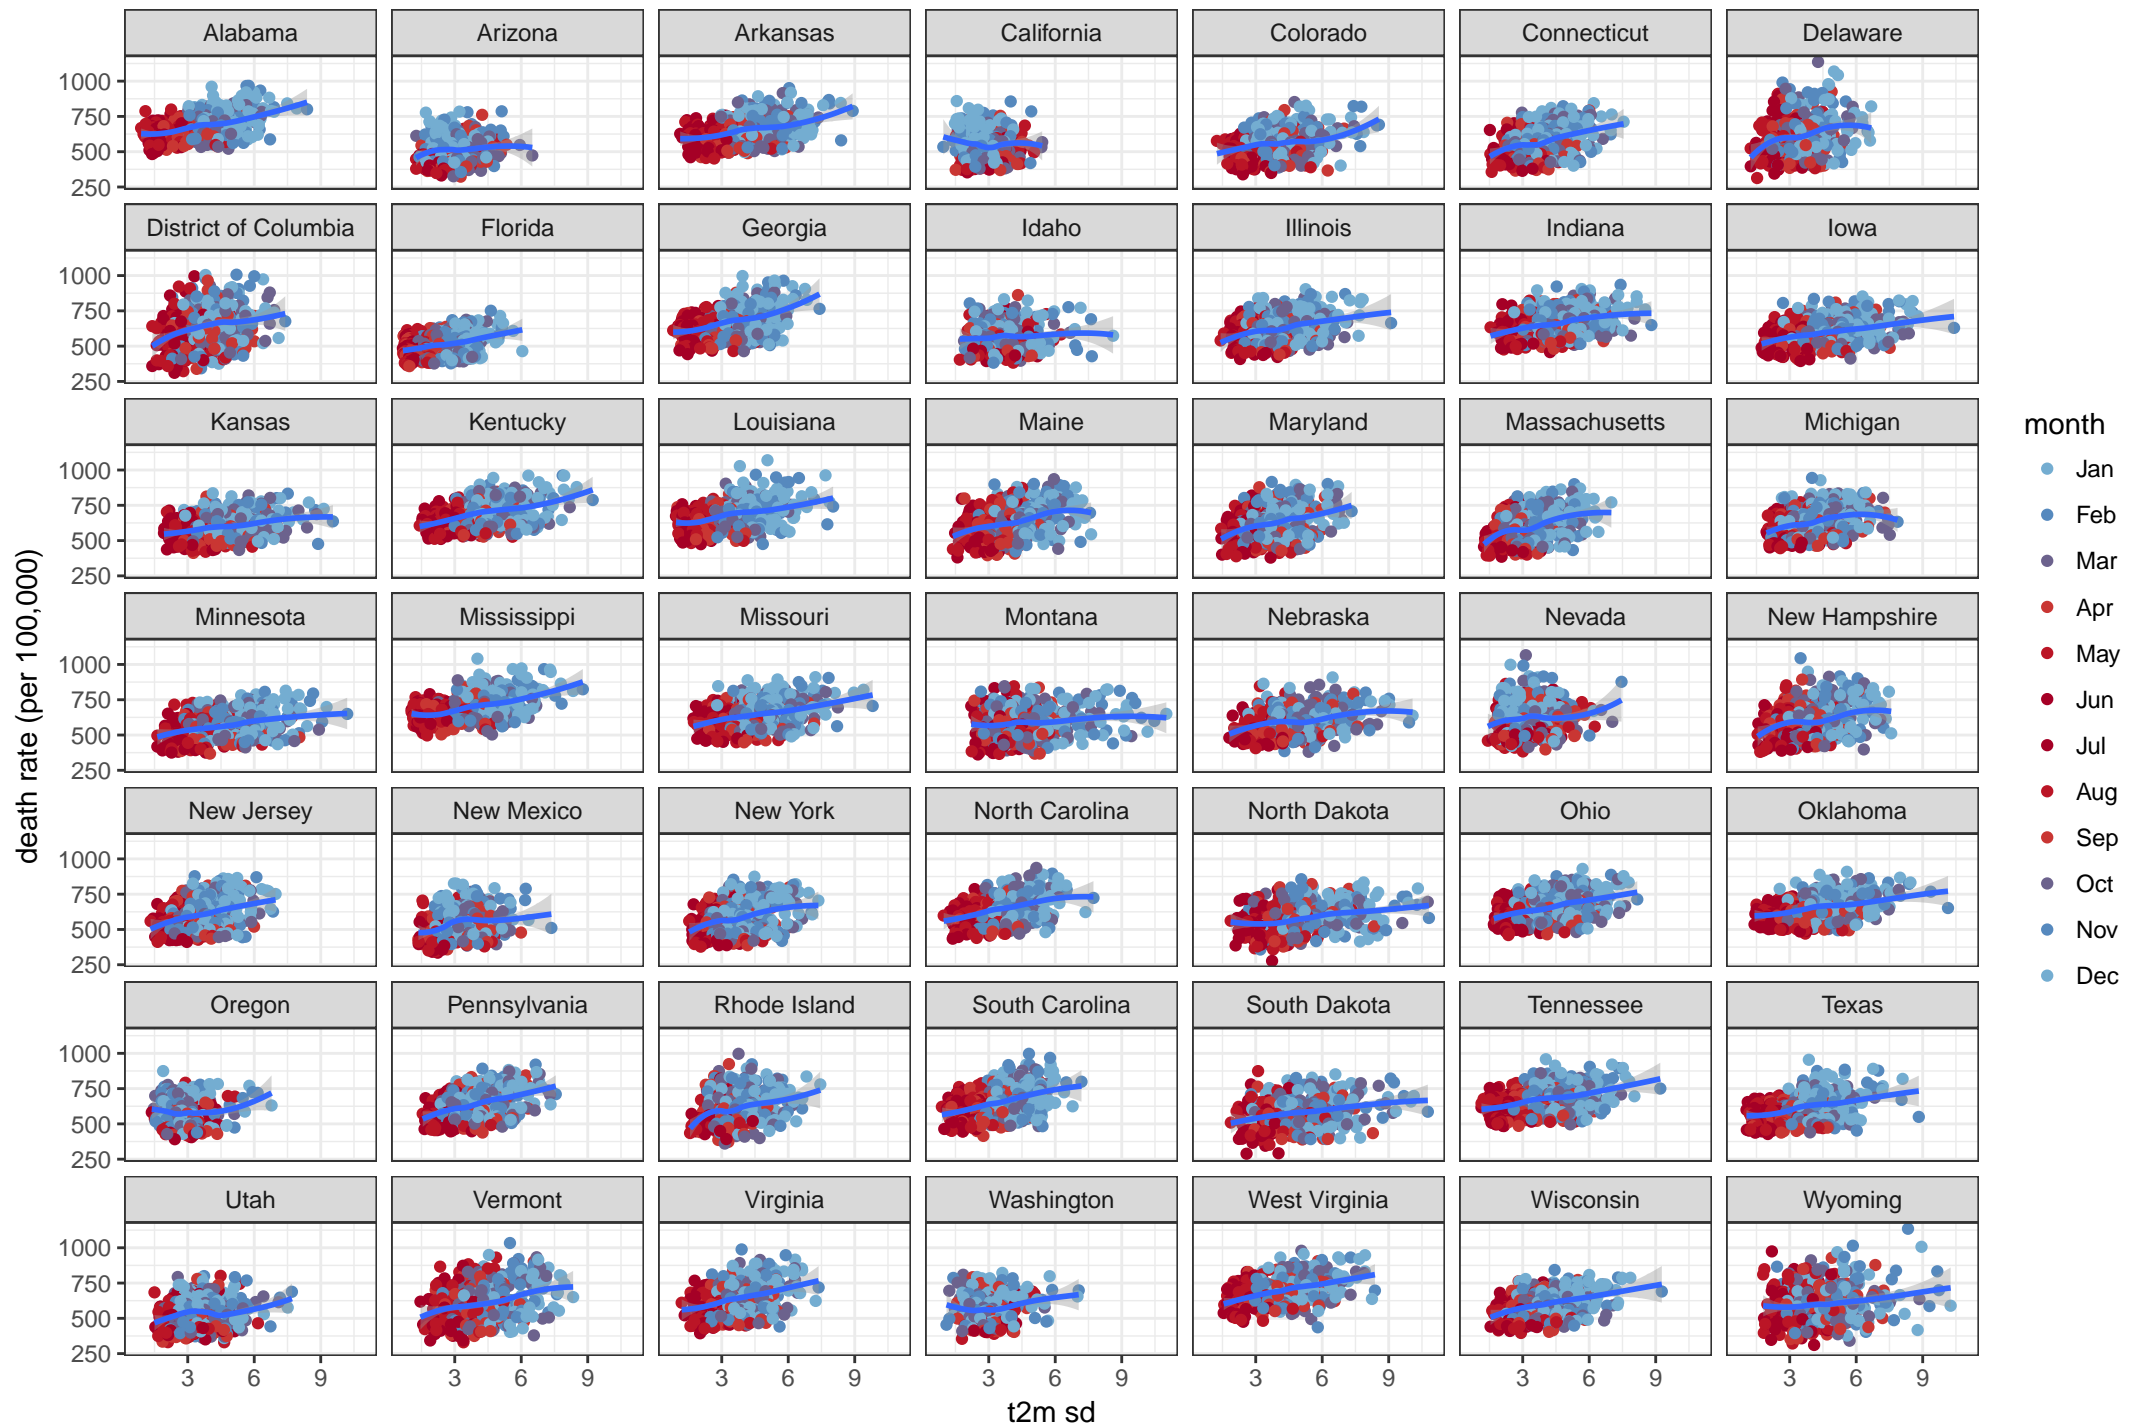 Alabama Arizona Arkansas California Colorado Connecticut Delaware
1000
750
500
250
District of Columbia Florida Georgia Idaho Illinois Indiana Iowa
1000
750
500
250
Kansas Kentucky Louisiana Maine Maryland Massachusetts Michigan
1000
750
500
250
Minnesota Mississippi Missouri Montana Nebraska Nevada New Hampshire
1000
750
500
250
New Jersey New Mexico New York North Carolina North Dakota Ohio Oklahoma
1000
750
500
250
Oregon Pennsylvania Rhode Island South Carolina South Dakota Tennessee Texas
1000
750
500
250
Utah Vermont Virginia Washington West Virginia Wisconsin Wyoming
1000
750
500
250
3 6 9 3 6 9 3 6 9 3 6 9 3 6 9 3 6 9 3 6 9
t2m sd
death rate (per 100,000)
month
Jan
Feb
Mar
Apr
May
Jun
Jul
Aug
Sep
Oct
Nov
Dec